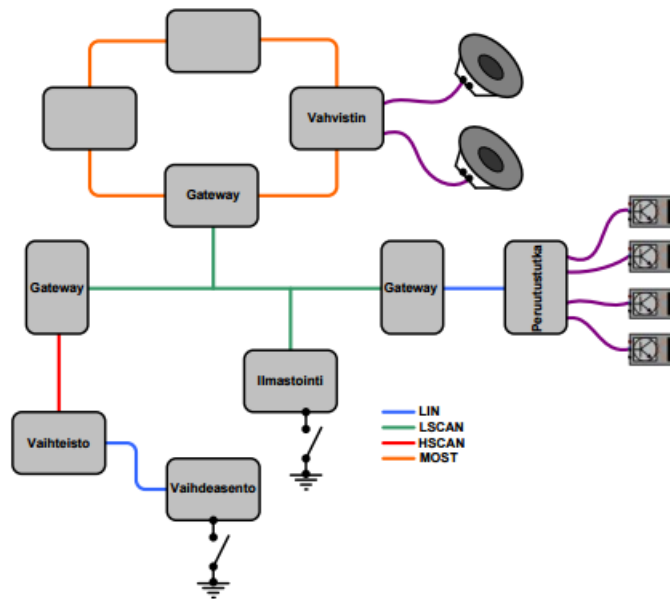 Vahvistin
Gateway
Gateway
Gateway
Peruutustutka
Ilmastointi
LIN
LSCAN
HSCAN
MOST
Vaihteisto
Vaihdeasento